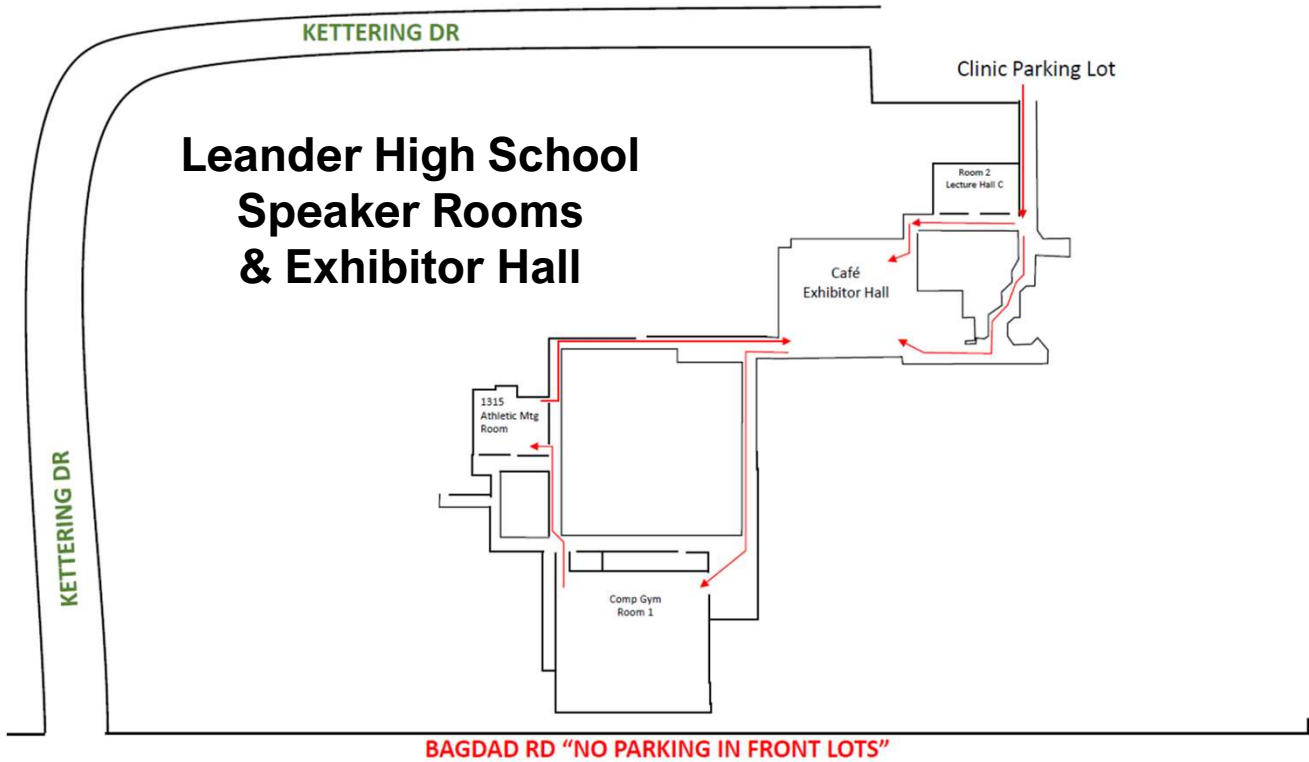 KETTERING DR
Clinic Parking Lot
Leander High School
Speaker Rooms
& Exhibitor Hall
Room 2
Lecture Hall C
Café
Exhibitor Hall
1315
Athletic Mtg
Room
KETTERING DR
Comp Gym
Room 1
BAGDAD RD “NO PARKING IN FRONT LOTS”